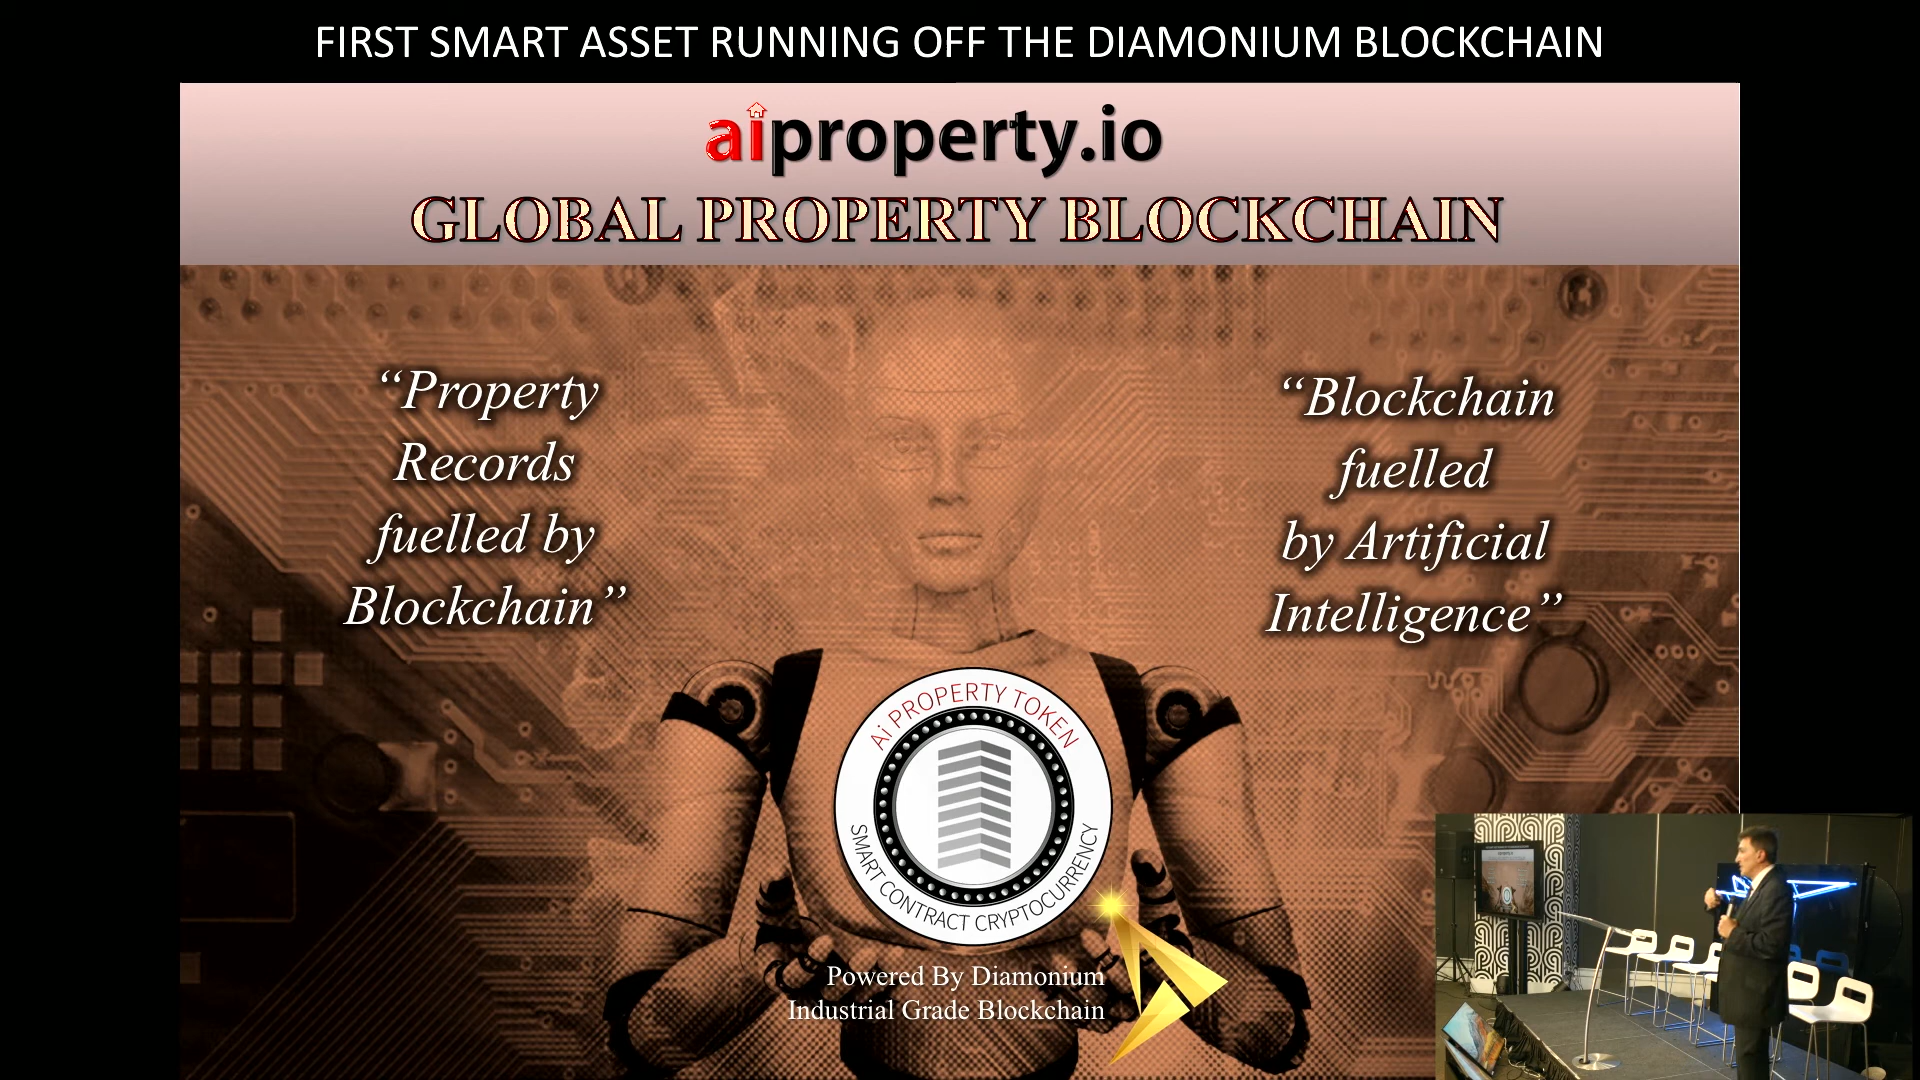 FIRST SMART ASSET RUNNING OFF THE DIAMONIUM BLOCKCHAIN
aiproperty.io
GLOBAL PROPERTY BLOCKCHAIN
“Property
Records
fuelled by
Blockchain”
“Blockchain
fuelled
by Artificial
Intelligence”
Ai PROPERTY TOKEN
SMART CONTRACT CRYPTOCURRENCY
Powered By Diamonium
Industrial Grade Blockchain